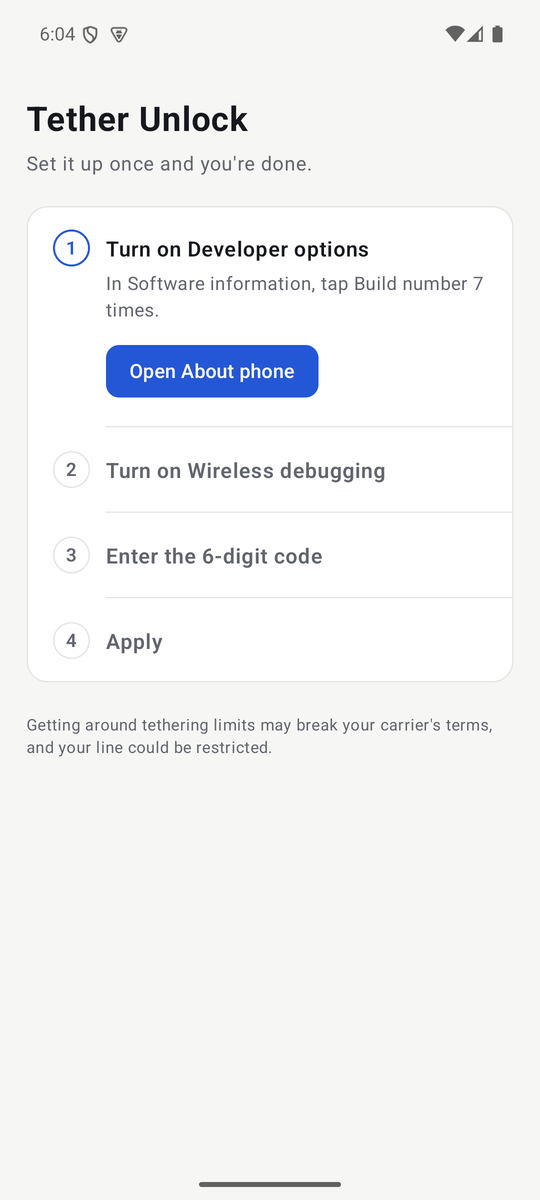 6:04
Tether Unlock
Set it up once and you're done.
1
Turn on Developer options
In Software information, tap Build number 7
times.
Open About phone
2
Turn on Wireless debugging
3
Enter the 6-digit code
4
Apply
Getting around tethering limits may break your carrier's terms,
and your line could be restricted.